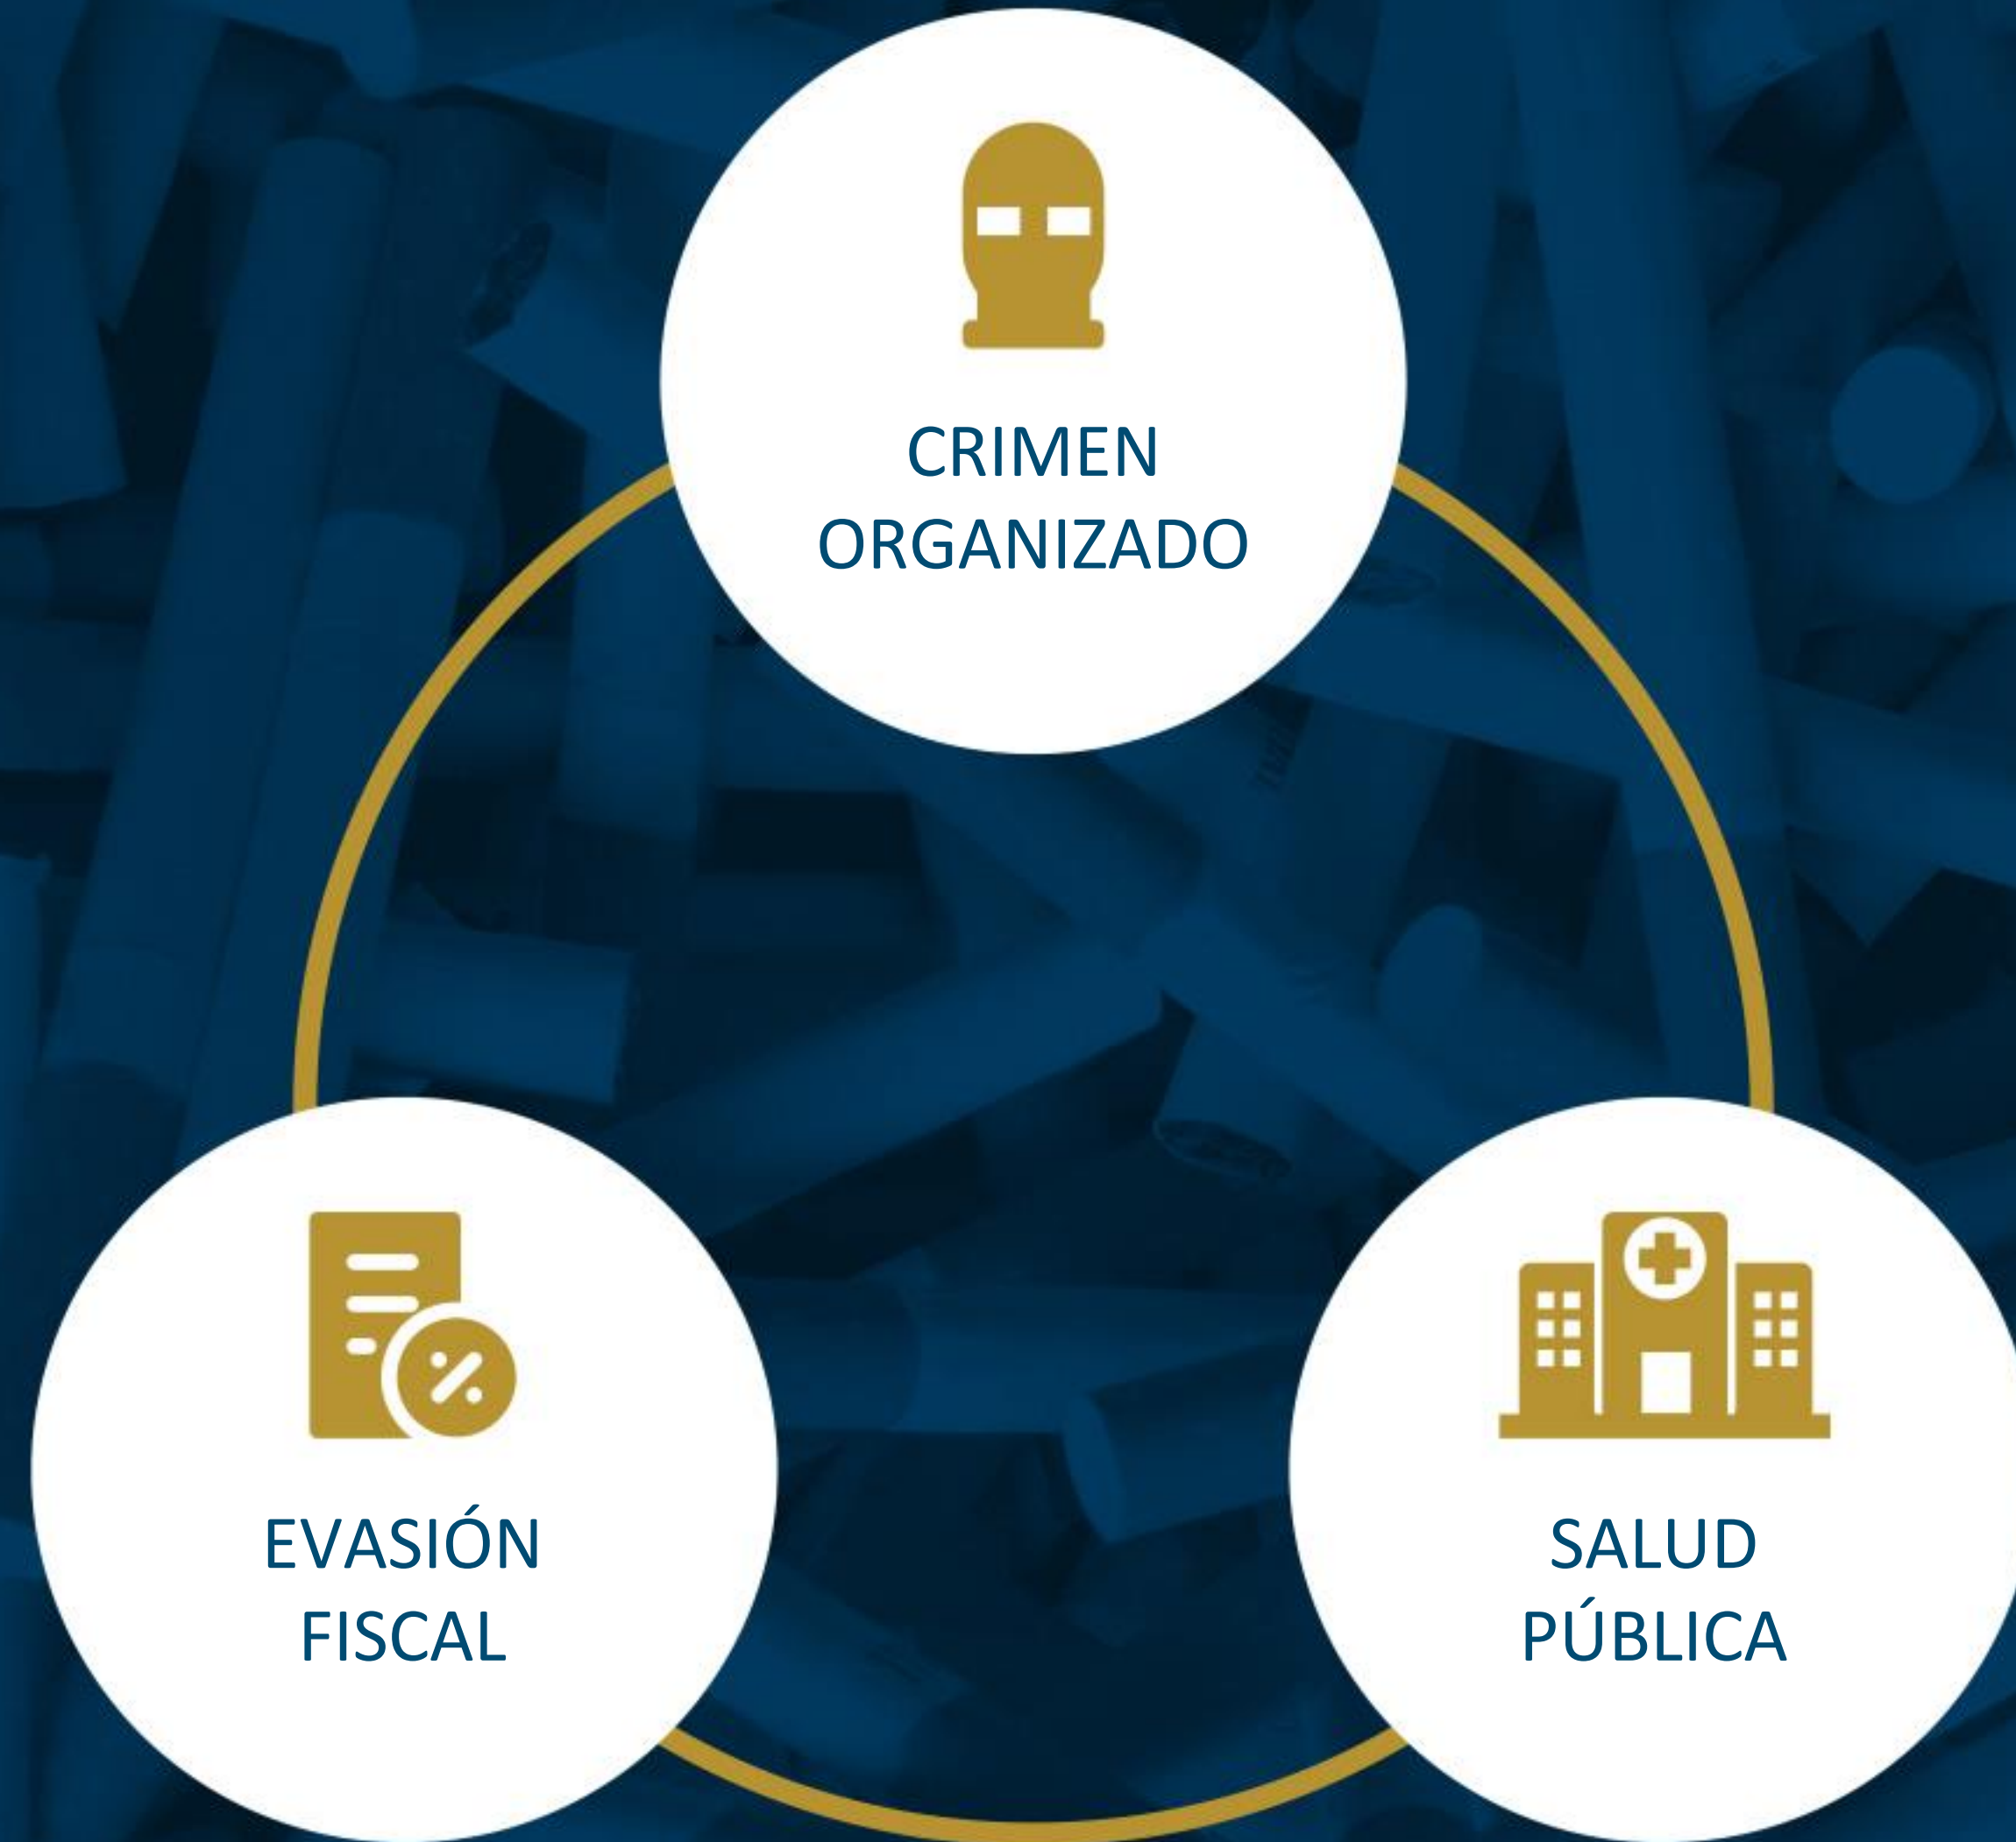 CRIMEN
ORGANIZADO
EVASIÓN
FISCAL
SALUD
PÚBLICA